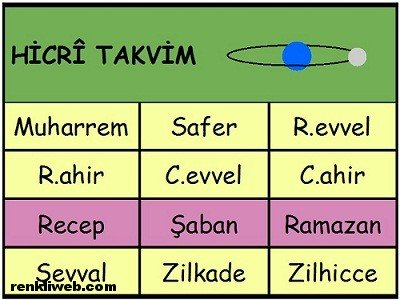 HİCRÎ TAKVİM
Muharrem Safer R.evvel
R.ahir C.evvel C.ahir
Recep Şaban Ramazan
Şevval Zilkade Zilhicce
renkliweb.com